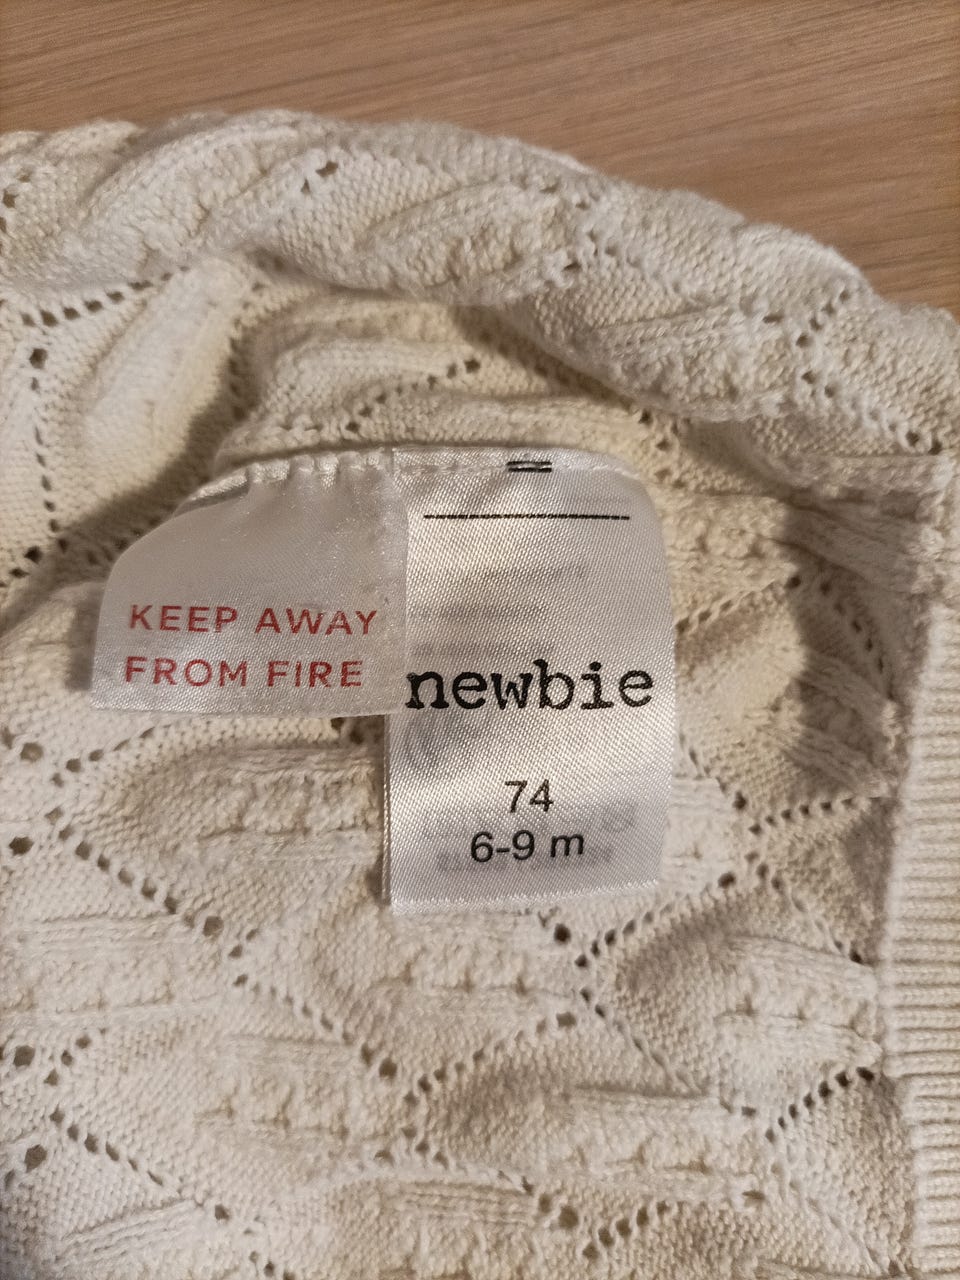 KEEP AWAY
FROM FIRE
newbie
74
6-9 m